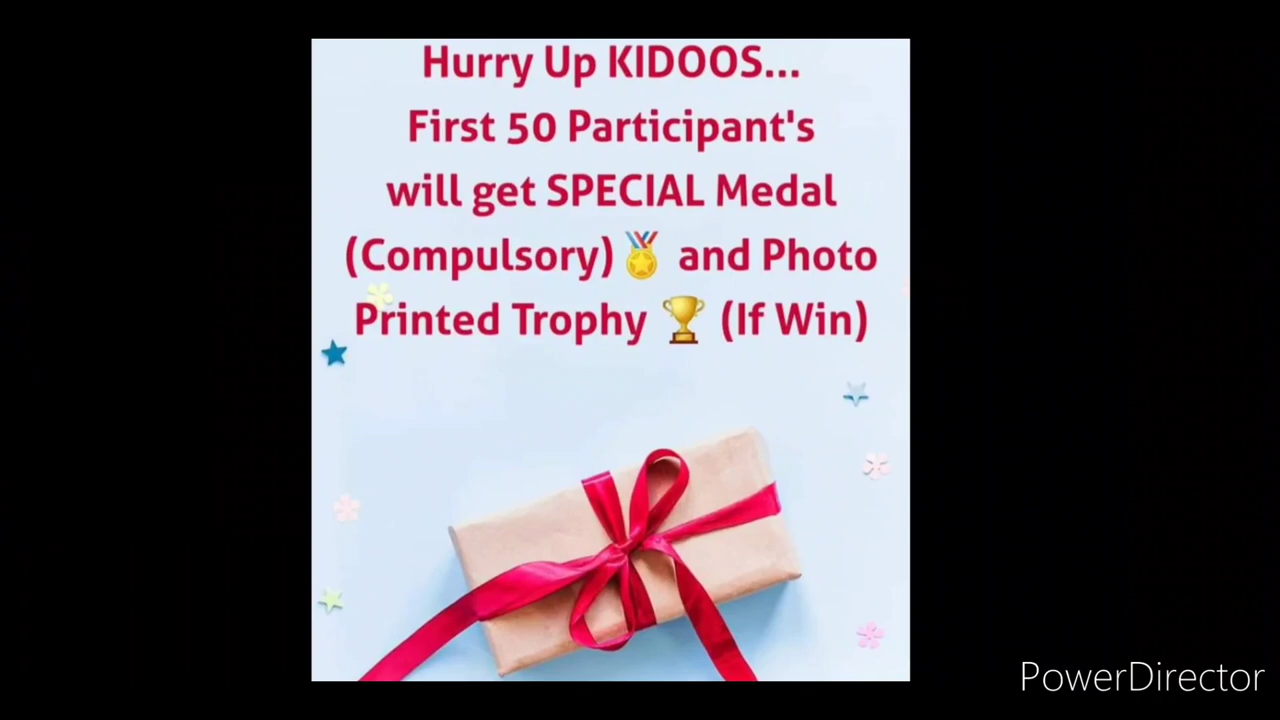 Hurry Up KIDOOS...
First 50 Participant's
will get SPECIAL Medal
(Compulsory)🏅 and Photo
Printed Trophy 🏆 (If Win)
PowerDirector